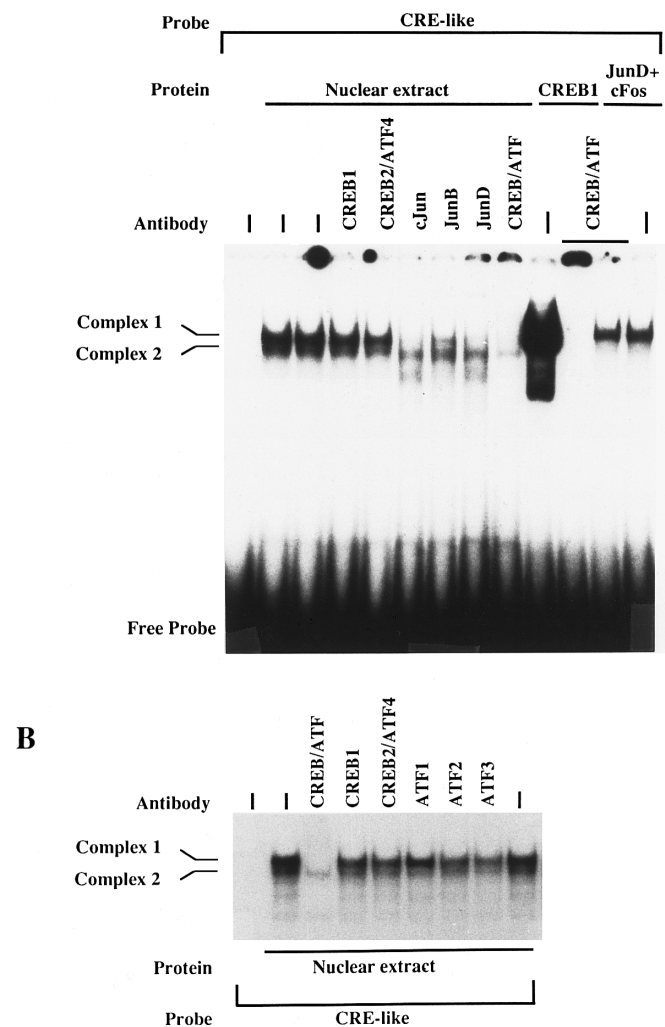 Probe
CRE-like
Protein
Nuclear extract
CREB1
JunD+
cFos
Antibody
CREB1
CREB2/ATF4
cJun
JunB
JunD
CREB/ATF
CREB/ATF
Complex 1
Complex 2
Free Probe
B
Antibody
CREB/ATF
CREB1
CREB2/ATF4
ATF1
ATF2
ATF3
Complex 1
Complex 2
Protein
Nuclear extract
Probe
CRE-like